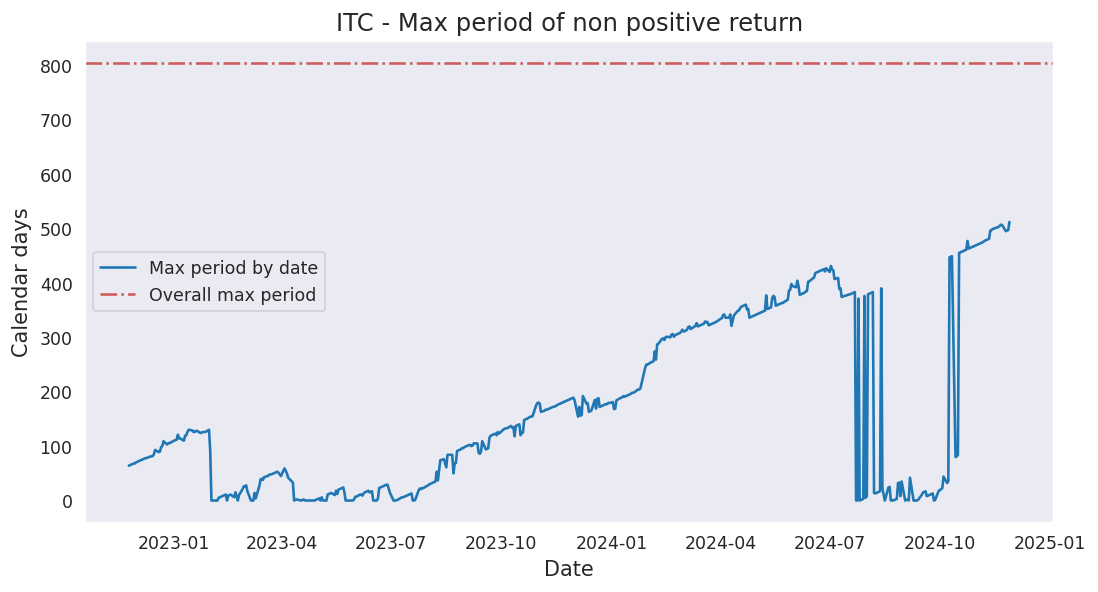 ITC - Max period of non positive return
Calendar days
800
700
600
500
400
300
200
100
0
Max period by date
Overall max period
2023-01 2023-04 2023-07 2023-10 2024-01 2024-04 2024-07 2024-10 2025-01
Date